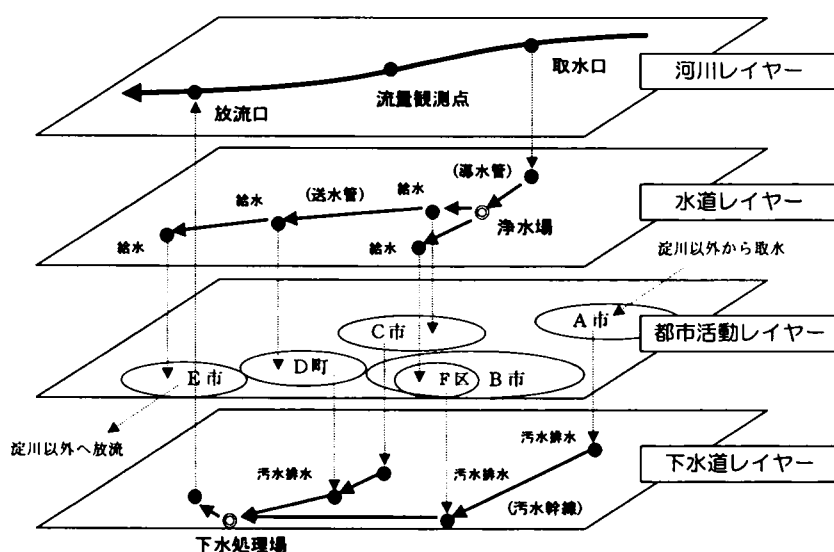 取水口
河川レイヤー
流量観測点
放流口
(導水管)
給水
(送水管)
給水
水道レイヤー
浄水場
給水
給水
淀川以外から取水
A市
C市
都市活動レイヤー
D町
E市
F区
B市
淀川以外へ放流
汚水排水
下水道レイヤー
汚水排水
汚水排水
(汚水幹線)
下水処理場